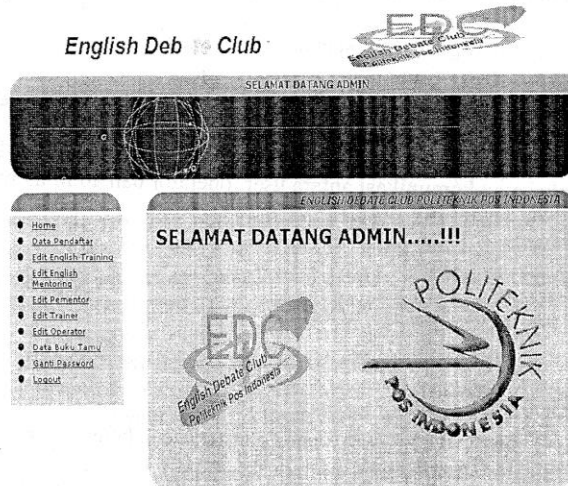 English Deb Club
EDC
English Debate Club
Politeknik Pos Indonesia
SELAMAT DATANG ADMIN
ENGLISH DEBATE CLUB POLITEKNIK POS INDONESIA
Home
Data Pendaftar
Edit English Training
Edit English
Mentoring
Edit Pementor
Edit Trainer
Edit Operator
Data Buku Tamu
Ganti Password
Logout
SELAMAT DATANG ADMIN.....!!!
EDC
English Debate Club
Politeknik Pos Indonesia
POLITEKNIK
POS INDONESIA